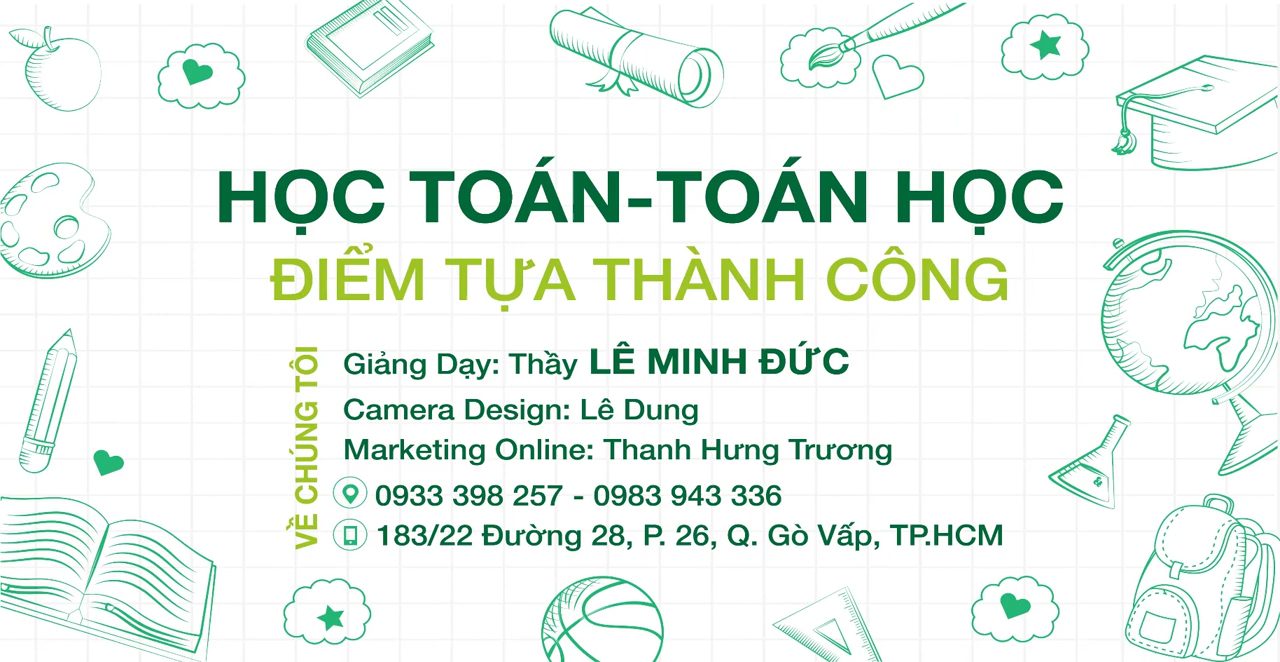 HỌC TOÁN-TOÁN HỌC
ĐIỂM TỰA THÀNH CÔNG
VỀ CHÚNG TÔI
Giảng Dạy: Thầy LÊ MINH ĐỨC
Camera Design: Lê Dung
Marketing Online: Thanh Hưng Trương
0933 398 257 - 0983 943 336
183/22 Đường 28, P. 26, Q. Gò Vấp, TP.HCM